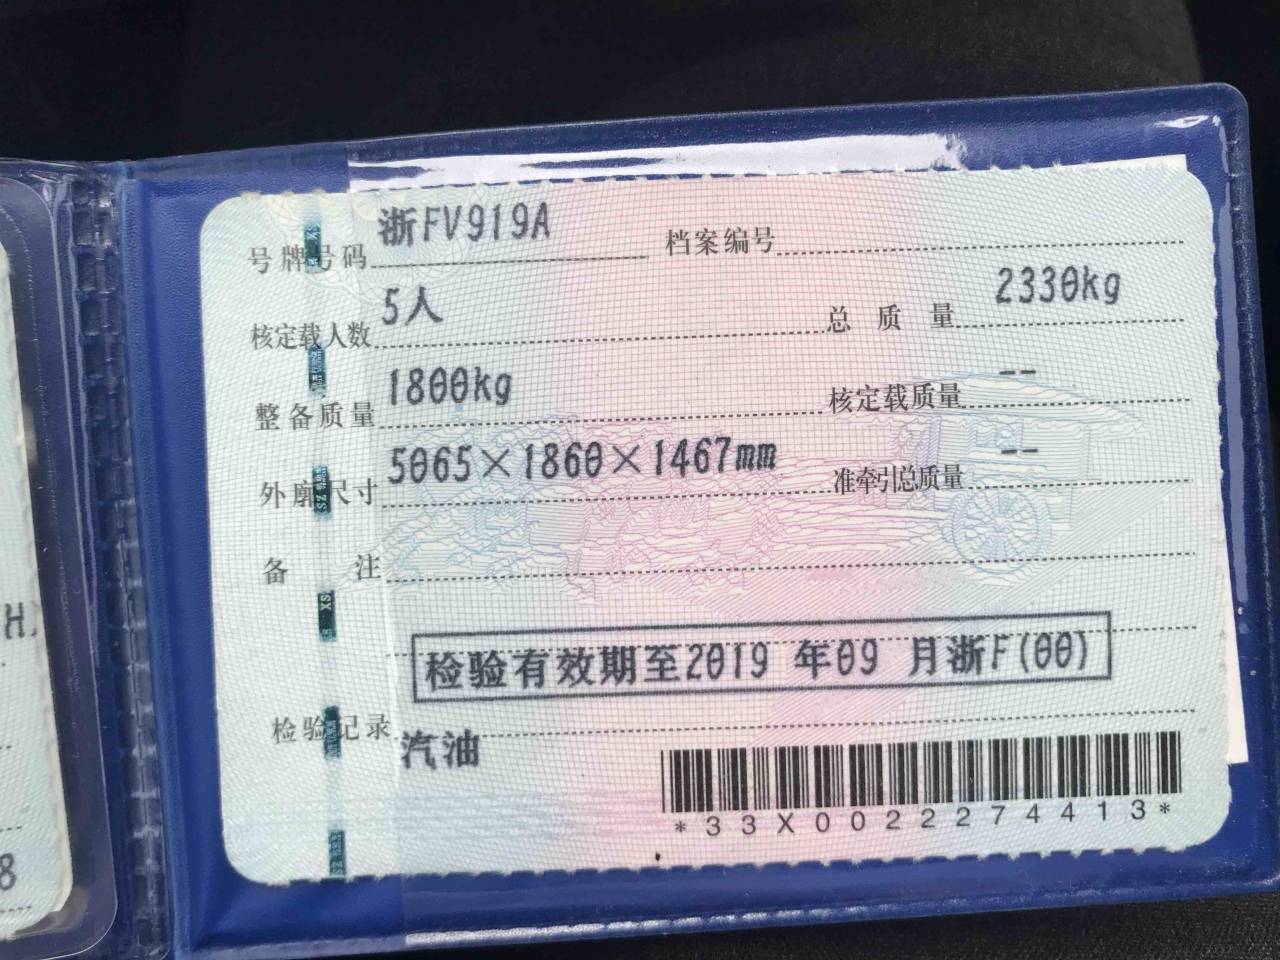 号牌号码 浙FV919A 档案编号
核定载人数 5人 总质量 2330kg
整备质量 1800kg 核定载质量 --
外廓尺寸 5065×1860×1467mm 准牵引总质量 --
备注
检验有效期至2019 年09 月浙F(00)
检验记录
汽油
*33X0022274413*
H.
8